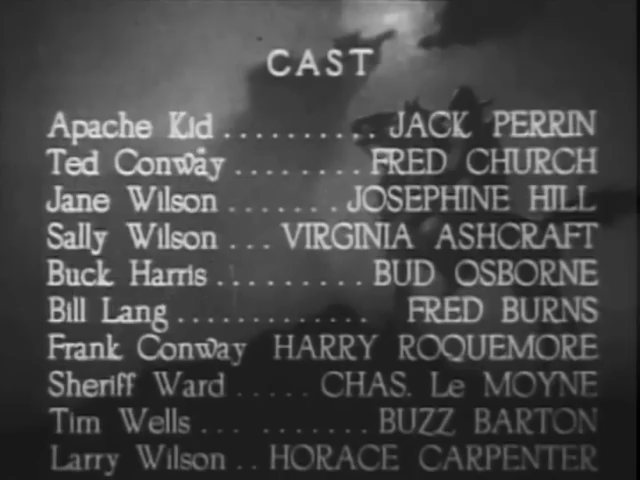 CAST
Apache Kid .......... JACK PERRIN
Ted Conway ........ FRED CHURCH
Jane Wilson ....... JOSEPHINE HILL
Sally Wilson ... VIRGINIA ASHCRAFT
Buck Harris .......... BUD OSBORNE
Bill Lang ............. FRED BURNS
Frank Conway HARRY ROQUEMORE
Sheriff Ward ..... CHAS. Le MOYNE
Tim Wells ... ....... BUZZ BARTON
Larry Wilson .. HORACE CARPENTER